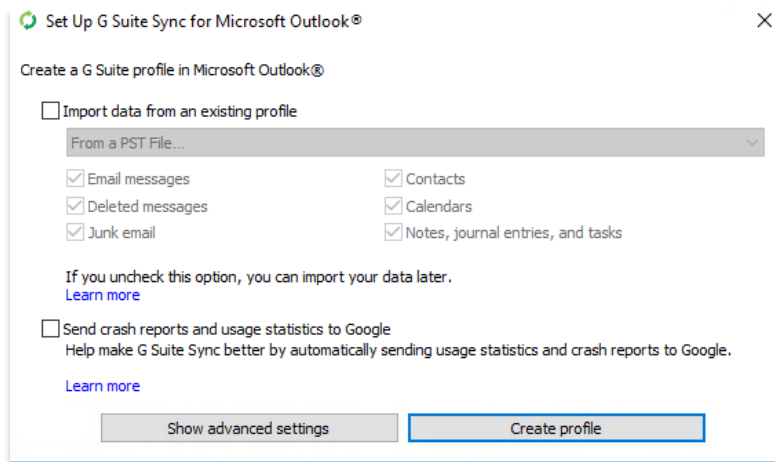 Set Up G Suite Sync for Microsoft Outlook®
Create a G Suite profile in Microsoft Outlook®
Import data from an existing profile
From a PST File...
Email messages
Contacts
Deleted messages
Calendars
Junk email
Notes, journal entries, and tasks
If you uncheck this option, you can import your data later.
Learn more
Send crash reports and usage statistics to Google
Help make G Suite Sync better by automatically sending usage statistics and crash reports to Google.
Learn more
Show advanced settings
Create profile